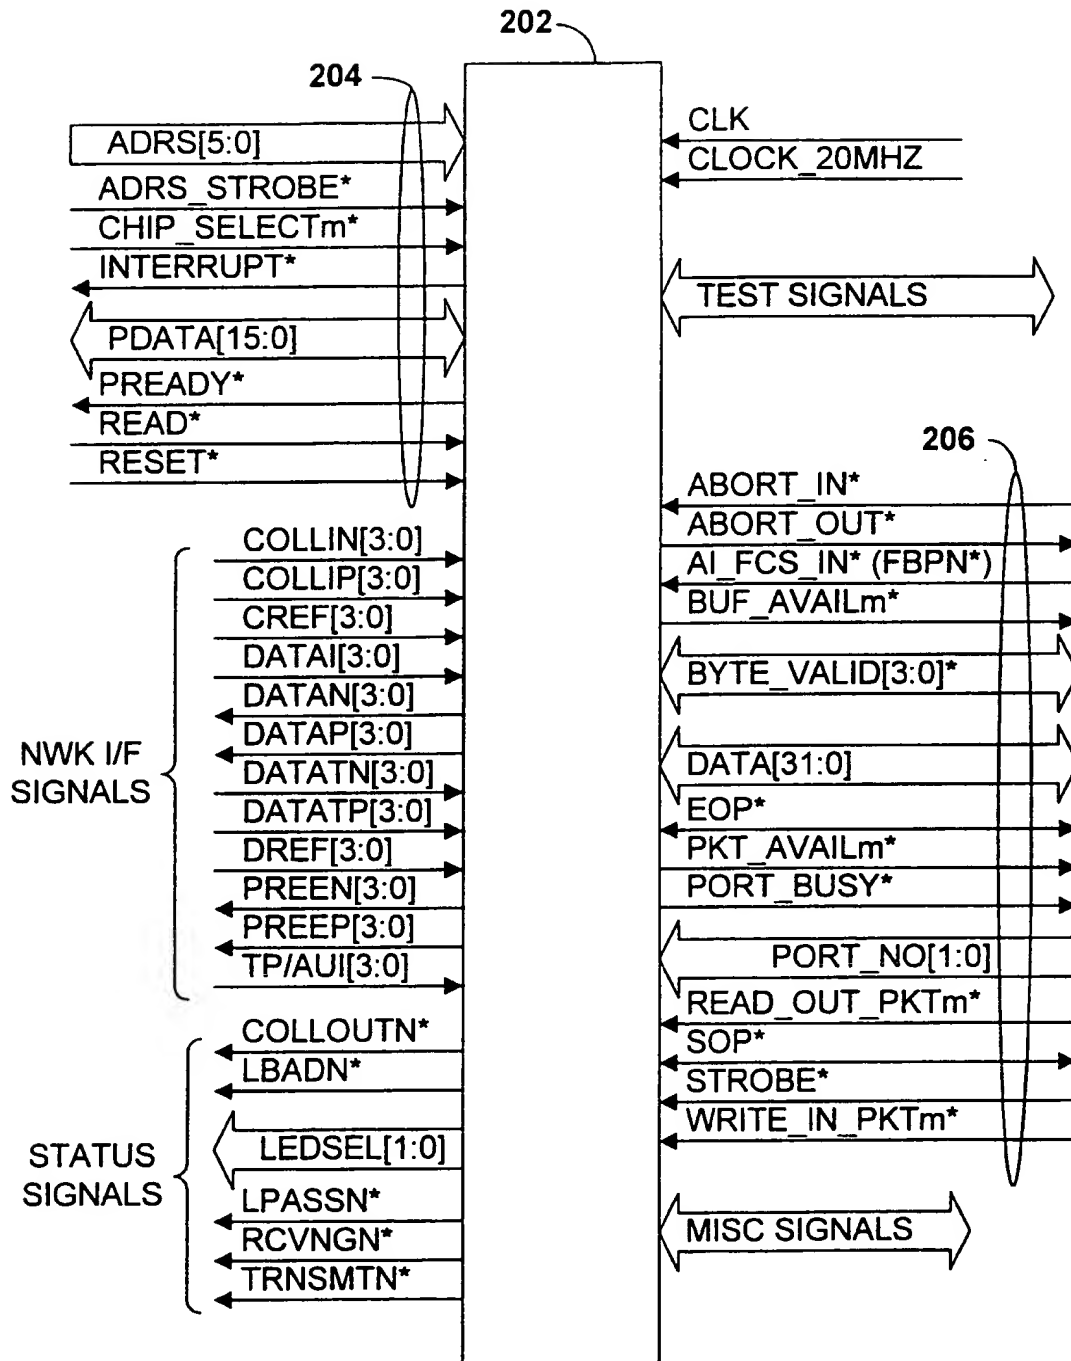 202
204
ADRS[5:0]
ADRS_STROBE*
CHIP_SELECTm*
INTERRUPT*
PDATA[15:0]
PREADY*
READ*
RESET*
NWK I/F
SIGNALS
COLLIN[3:0]
COLLIP[3:0]
CREF[3:0]
DATAI[3:0]
DATAN[3:0]
DATAP[3:0]
DATATN[3:0]
DATATP[3:0]
DREF[3:0]
PREEN[3:0]
PREEP[3:0]
TP/AUI[3:0]
STATUS
SIGNALS
COLLOUTN*
LBADN*
LEDSEL[1:0]
LPASSN*
RCVNGN*
TRNSMTN*
CLK
CLOCK_20MHZ
TEST SIGNALS
206
ABORT_IN*
ABORT_OUT*
AI_FCS_IN* (FBPN*)
BUF_AVAILm*
BYTE_VALID[3:0]*
DATA[31:0]
EOP*
PKT_AVAILm*
PORT_BUSY*
PORT_NO[1:0]
READ_OUT_PKTm*
SOP*
STROBE*
WRITE_IN_PKTm*
MISC SIGNALS